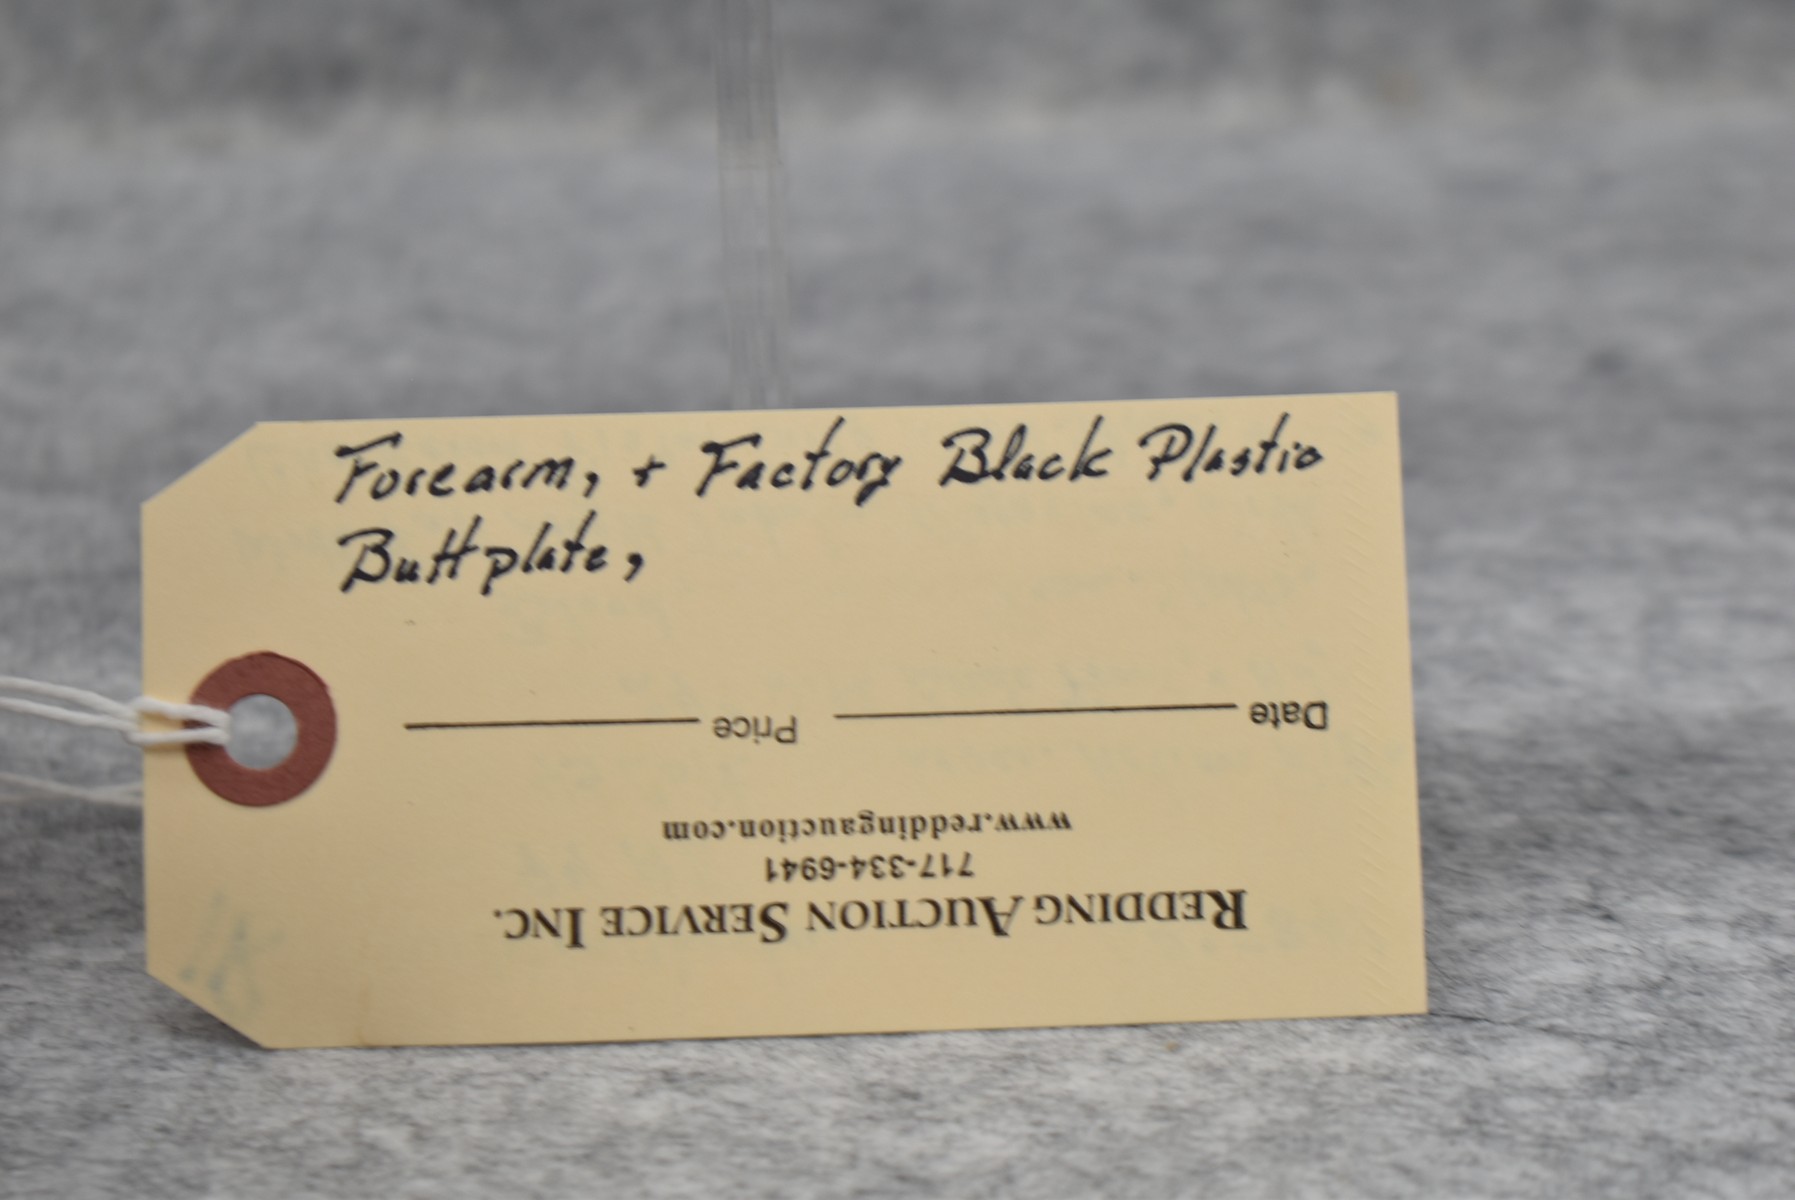 Forearm, + Factory Black Plastic
Buttplate,
Date
Price
www.reddingauction.com
717-334-6941
REDDING AUCTION SERVICE INC.